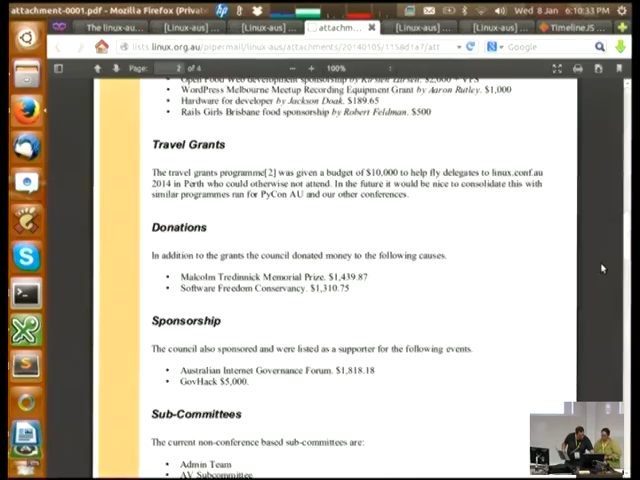 attachment-0001.pdf - Mozilla Firefox (Privat
Wed 8 Jan 6:10:33 PM
The linux-au...
[Linux-aus] ...
[Linux-aus] ...
attachmen...
[Linux-aus] ...
[Linux-aus] ...
TimelineJS
lists.linux.org.au/pipermail/linux-aus/attachments/20140105/
Google
Page: 2 of 4
100%
Open Food Web development sponsorship by Kirsten Larsen. $2,000 + VPS
WordPress Melbourne Meetup Recording Equipment Grant by Aaron Rutley. $1,000
Hardware for developer by Jackson Doak. $189.65
Rails Girls Brisbane food sponsorship by Robert Feldman. $500
Travel Grants
The travel grants programme[2] was given a budget of $10,000 to help fly delegates to linux.conf.au
2014 in Perth who could otherwise not attend. In the future it would be nice to consolidate this with
similar programmes run for PyCon AU and our other conferences.
Donations
In addition to the grants the council donated money to the following causes.
• Malcolm Tredinnick Memorial Prize. $1,439.87
• Software Freedom Conservancy. $1,310.75
Sponsorship
The council also sponsored and were listed as a supporter for the following events.
• Australian Internet Governance Forum. $1,818.18
• GovHack $5,000.
Sub-Committees
The current non-conference based sub-committees are:
• Admin Team
• AV Subcommittee